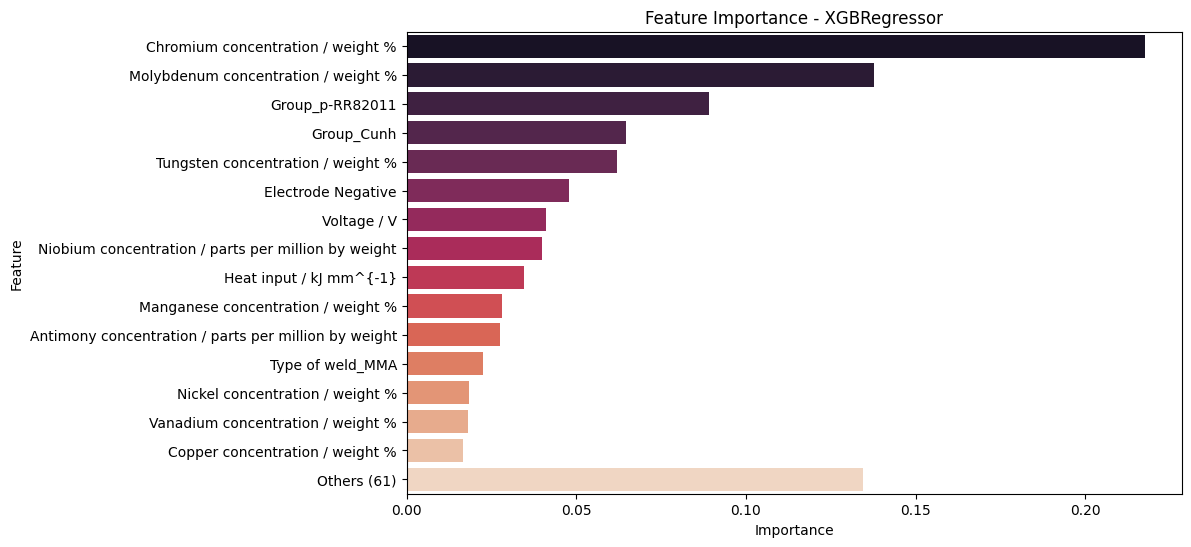 Feature Importance - XGBRegressor
Feature
Chromium concentration / weight %
Molybdenum concentration / weight %
Group_p-RR82011
Group_Cunh
Tungsten concentration / weight %
Electrode Negative
Voltage / V
Niobium concentration / parts per million by weight
Heat input / kJ mm^{-1}
Manganese concentration / weight %
Antimony concentration / parts per million by weight
Type of weld_MMA
Nickel concentration / weight %
Vanadium concentration / weight %
Copper concentration / weight %
Others (61)
0.00 0.05 0.10 0.15 0.20
Importance